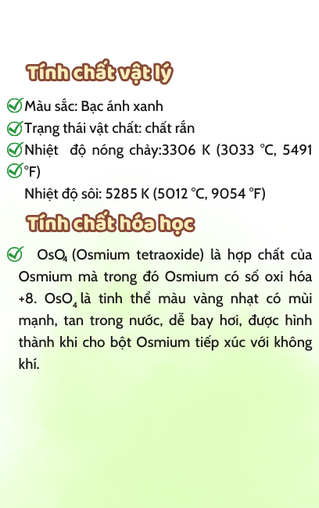 Tính chất vật lý
Màu sắc: Bạc ánh xanh
Trạng thái vật chất: chất rắn
Nhiệt độ nóng chảy:3306 K (3033 °C, 5491
°F)
Nhiệt độ sôi: 5285 K (5012 °C, 9054 °F)
Tính chất hóa học
OsO₄ (Osmium tetraoxide) là hợp chất của
Osmium mà trong đó Osmium có số oxi hóa
+8. OsO₄ là tinh thể màu vàng nhạt có mùi
mạnh, tan trong nước, dễ bay hơi, được hình
thành khi cho bột Osmium tiếp xúc với không
khí.